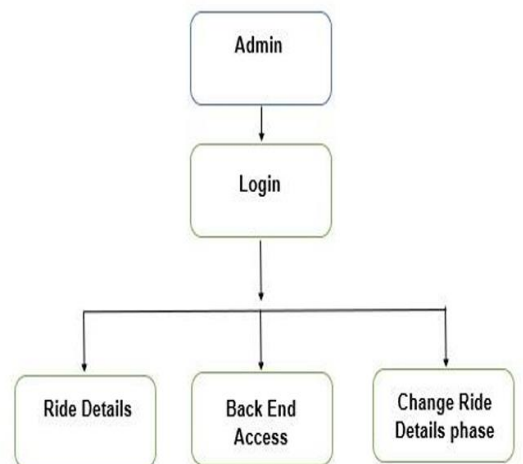 Admin
Login
Ride Details
Back End
Access
Change Ride
Details phase